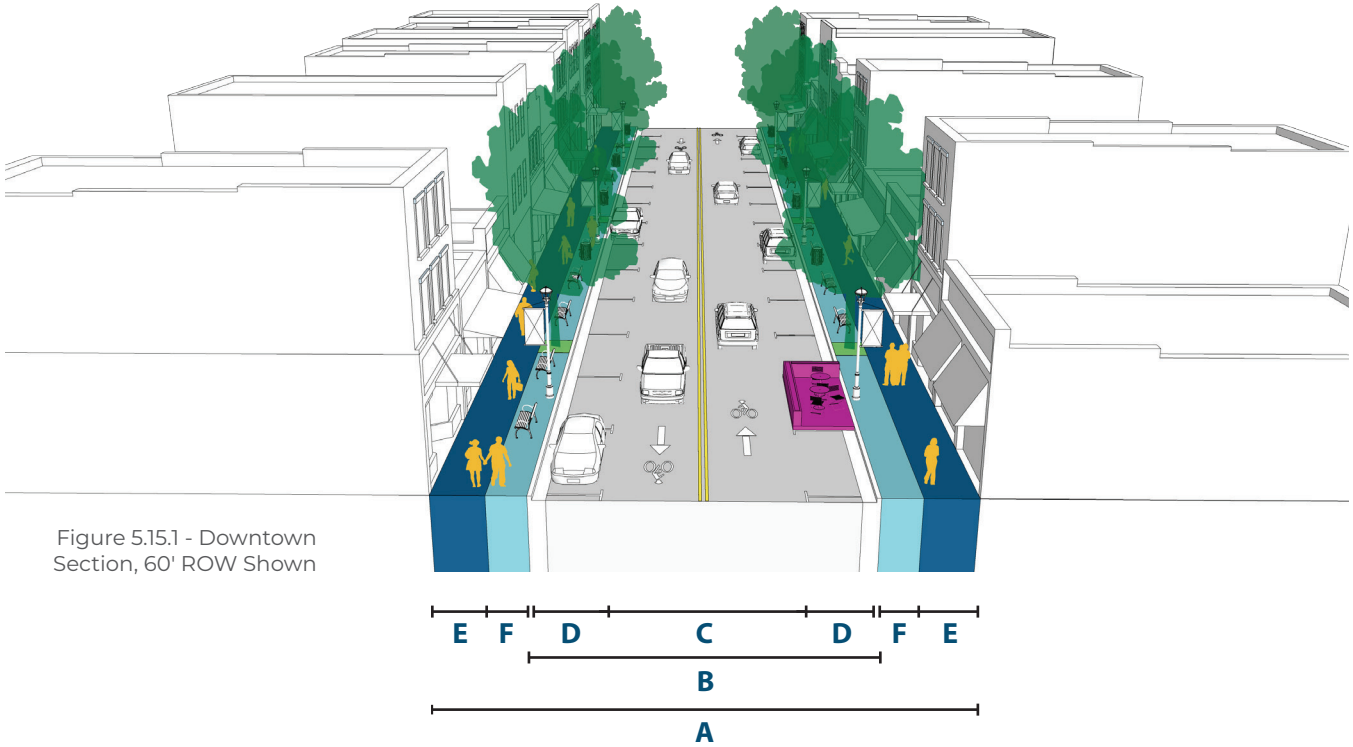 Figure 5.15.1 - Downtown
Section, 60' ROW Shown
E F D C D F E
B
A